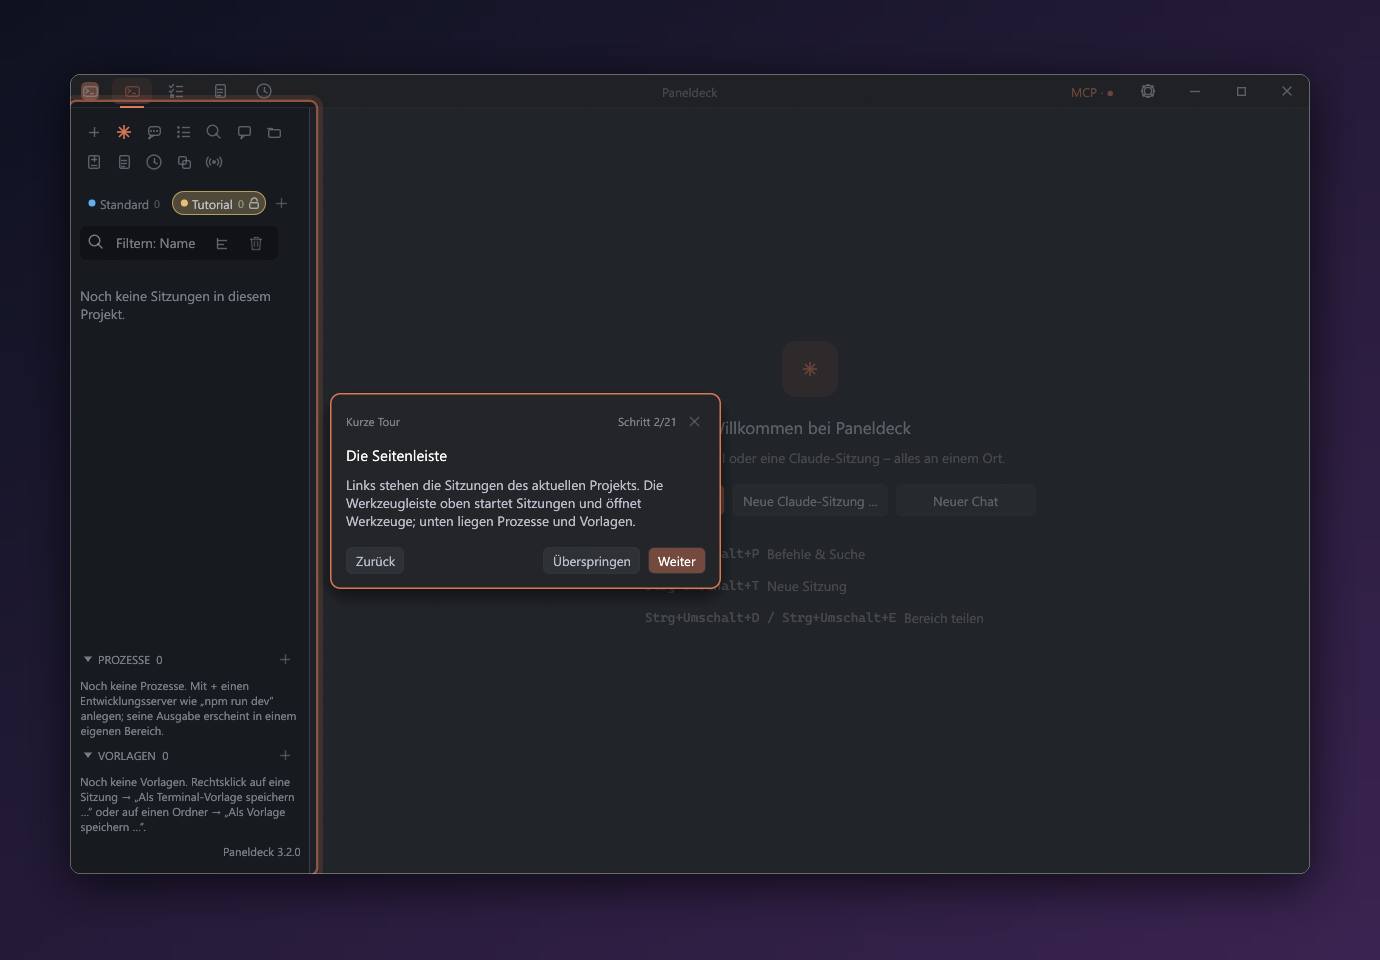 Paneldeck
MCP · ●
Standard 0
Tutorial 0
Filtern: Name
Noch keine Sitzungen in diesem
Projekt.
Kurze Tour
Schritt 2/21
Die Seitenleiste
Links stehen die Sitzungen des aktuellen Projekts. Die
Werkzeugleiste oben startet Sitzungen und öffnet
Werkzeuge; unten liegen Prozesse und Vorlagen.
Zurück
Überspringen
Weiter
Willkommen bei Paneldeck
oder eine Claude-Sitzung – alles an einem Ort.
Neue Claude-Sitzung ...
Neuer Chat
alt+P Befehle & Suche
alt+T Neue Sitzung
Strg+Umschalt+D / Strg+Umschalt+E Bereich teilen
PROZESSE 0
Noch keine Prozesse. Mit + einen
Entwicklungsserver wie „npm run dev“
anlegen; seine Ausgabe erscheint in einem
eigenen Bereich.
VORLAGEN 0
Noch keine Vorlagen. Rechtsklick auf eine
Sitzung → „Als Terminal-Vorlage speichern
…“ oder auf einen Ordner → „Als Vorlage
speichern …“.
Paneldeck 3.2.0